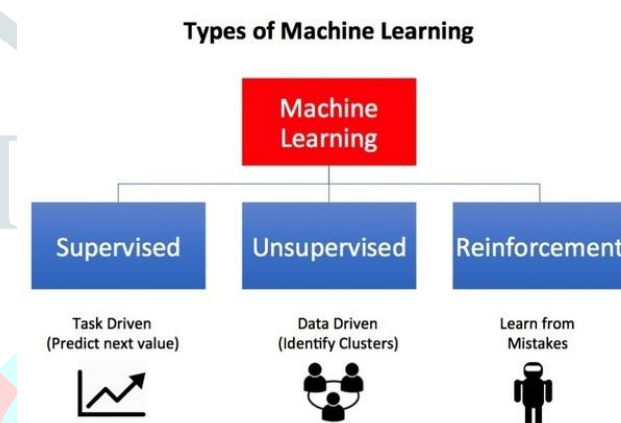 Types of Machine Learning
Machine
Learning
Supervised
Unsupervised
Reinforcement
Task Driven
(Predict next value)
Data Driven
(Identify Clusters)
Learn from
Mistakes